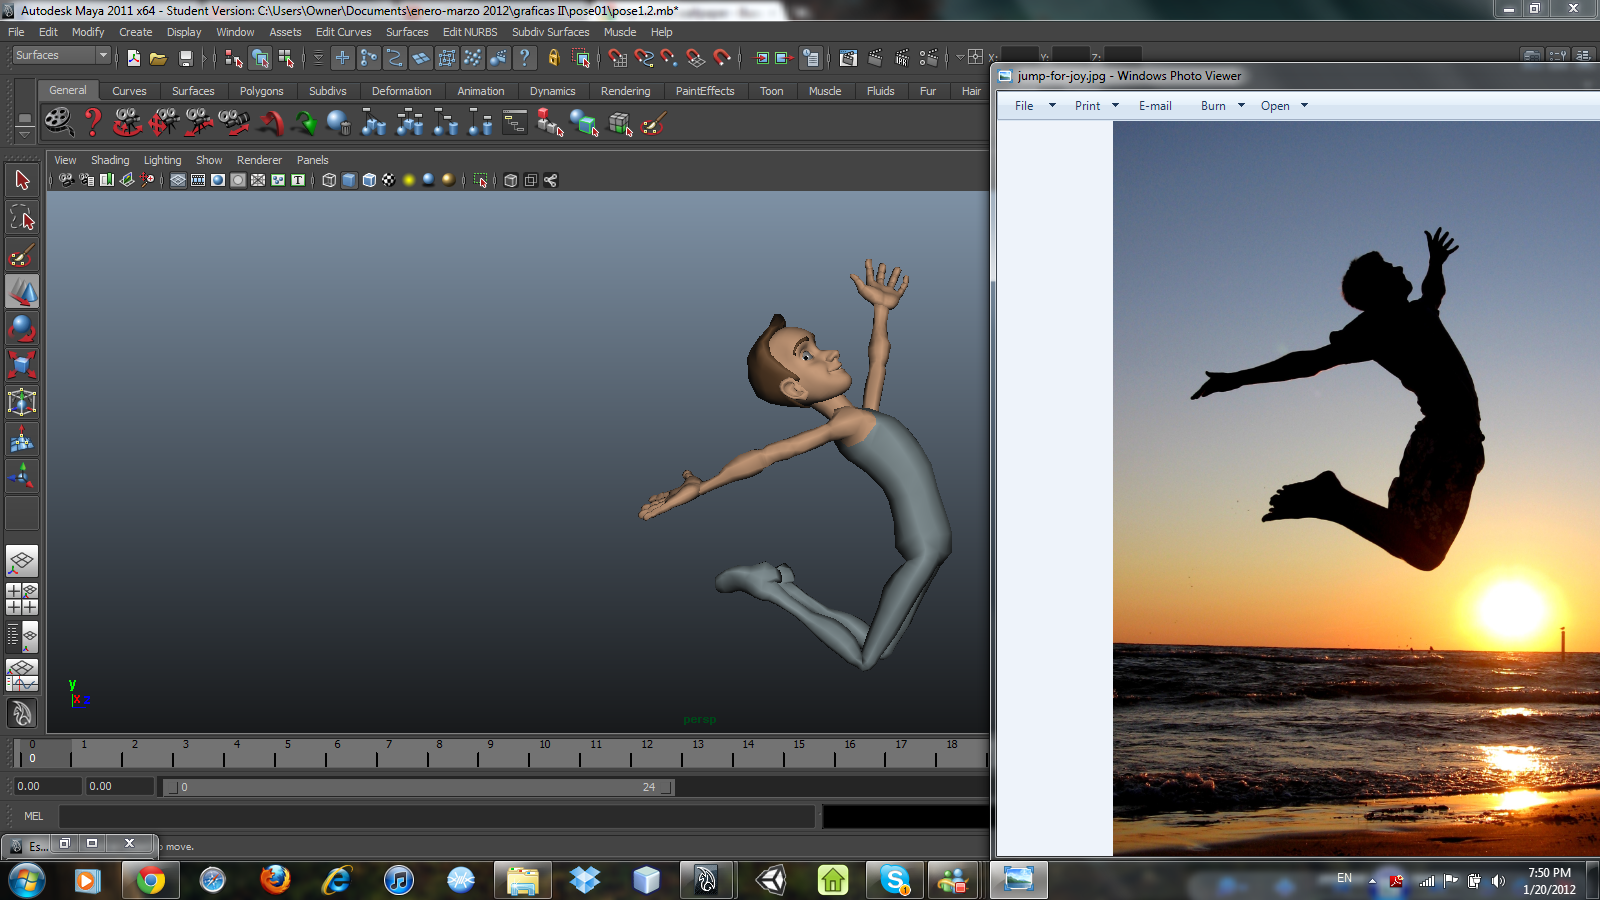 Autodesk Maya 2011 x64 - Student Version: C:\Users\Owner\Documents\enero-marzo 2012\graficas II\pose01\pose1.2.mb*
File Edit Modify Create Display Window Assets Edit Curves Surfaces Edit NURBS Subdiv Surfaces Muscle Help
Surfaces
X: Y: Z:
jump-for-joy.jpg - Windows Photo Viewer
General Curves Surfaces Polygons Subdivs Deformation Animation Dynamics Rendering PaintEffects Toon Muscle Fluids Fur Hair
File Print E-mail Burn Open
View Shading Lighting Show Renderer Panels
y
x z
persp
0 1 2 3 4 5 6 7 8 9 10 11 12 13 14 15 16 17 18
0
0.00 0.00 0 24
MEL
Es... move.
EN
7:50 PM
1/20/2012